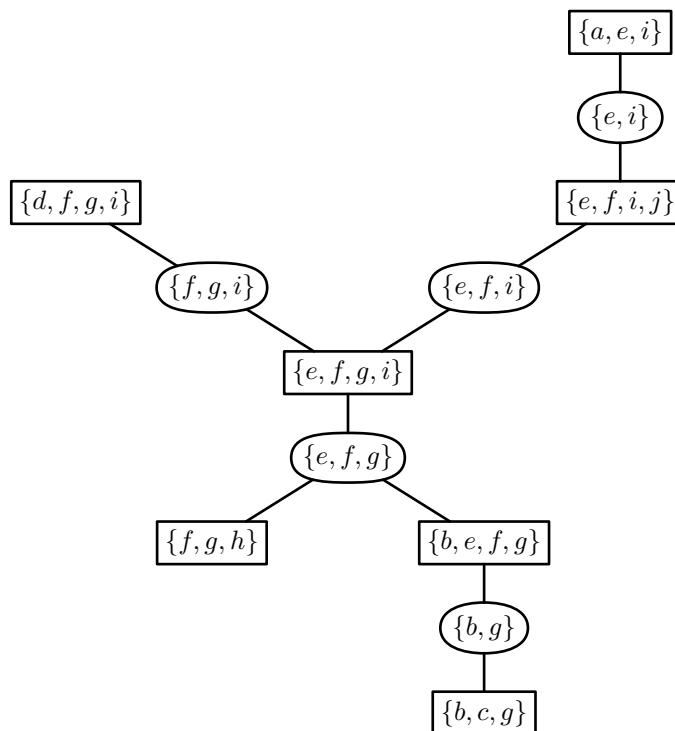 {a, e, i}
{e, i}
{d, f, g, i}
{e, f, i, j}
{f, g, i}
{e, f, i}
{e, f, g, i}
{e, f, g}
{f, g, h}
{b, e, f, g}
{b, g}
{b, c, g}